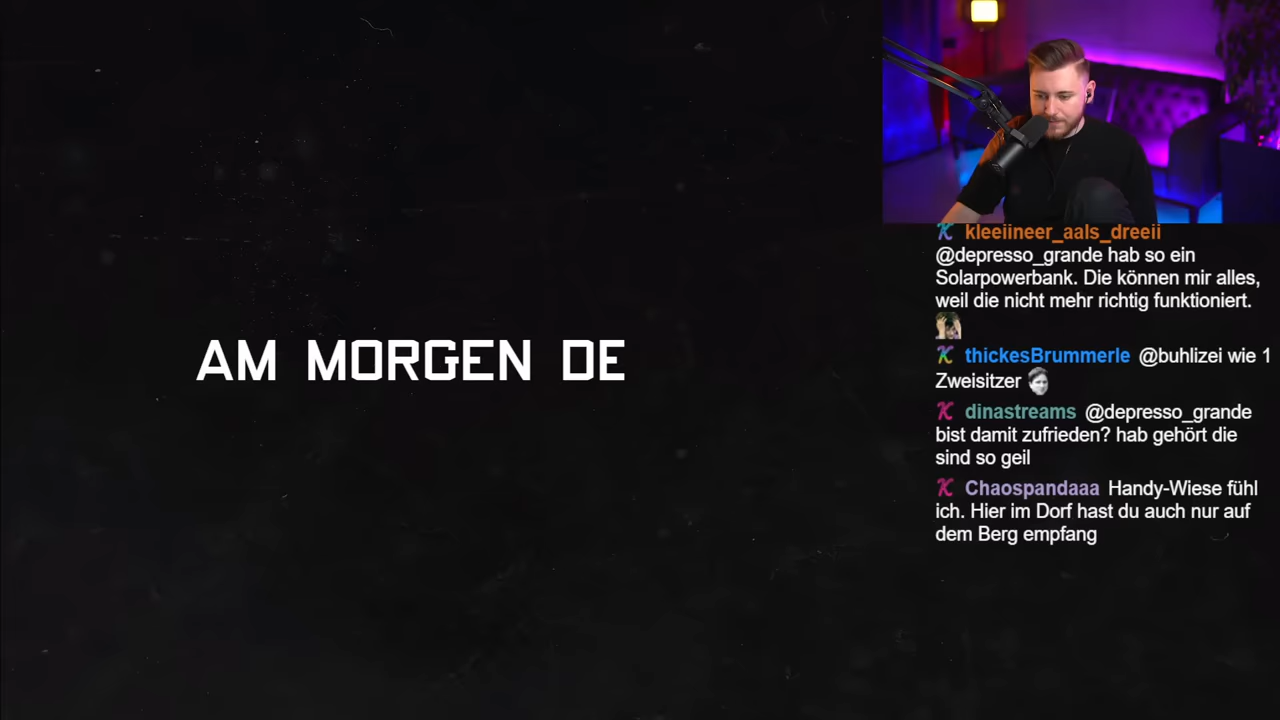 AM MORGEN DE
kleeiineer_aals_dreeii
@depresso_grande hab so ein
Solarpowerbank. Die können mir alles,
weil die nicht mehr richtig funktioniert.
thickesBrummerle @buhlizei wie 1
Zweisitzer
dinastreams @depresso_grande
bist damit zufrieden? hab gehört die
sind so geil
Chaospandaaa Handy-Wiese fühl
ich. Hier im Dorf hast du auch nur auf
dem Berg empfang